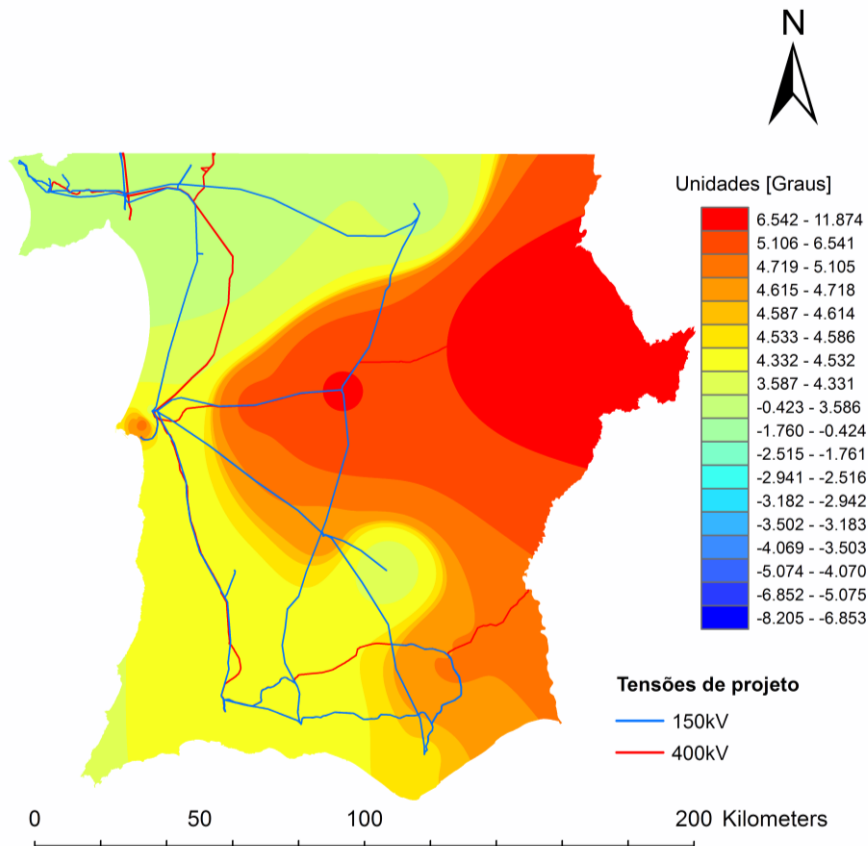 N
Unidades [Graus]
6.542 - 11.874
5.106 - 6.541
4.719 - 5.105
4.615 - 4.718
4.587 - 4.614
4.533 - 4.586
4.332 - 4.532
3.587 - 4.331
-0.423 - 3.586
-1.760 - -0.424
-2.515 - -1.761
-2.941 - -2.516
-3.182 - -2.942
-3.502 - -3.183
-4.069 - -3.503
-5.074 - -4.070
-6.852 - -5.075
-8.205 - -6.853
Tensões de projeto
150kV
400kV
0 50 100 200 Kilometers